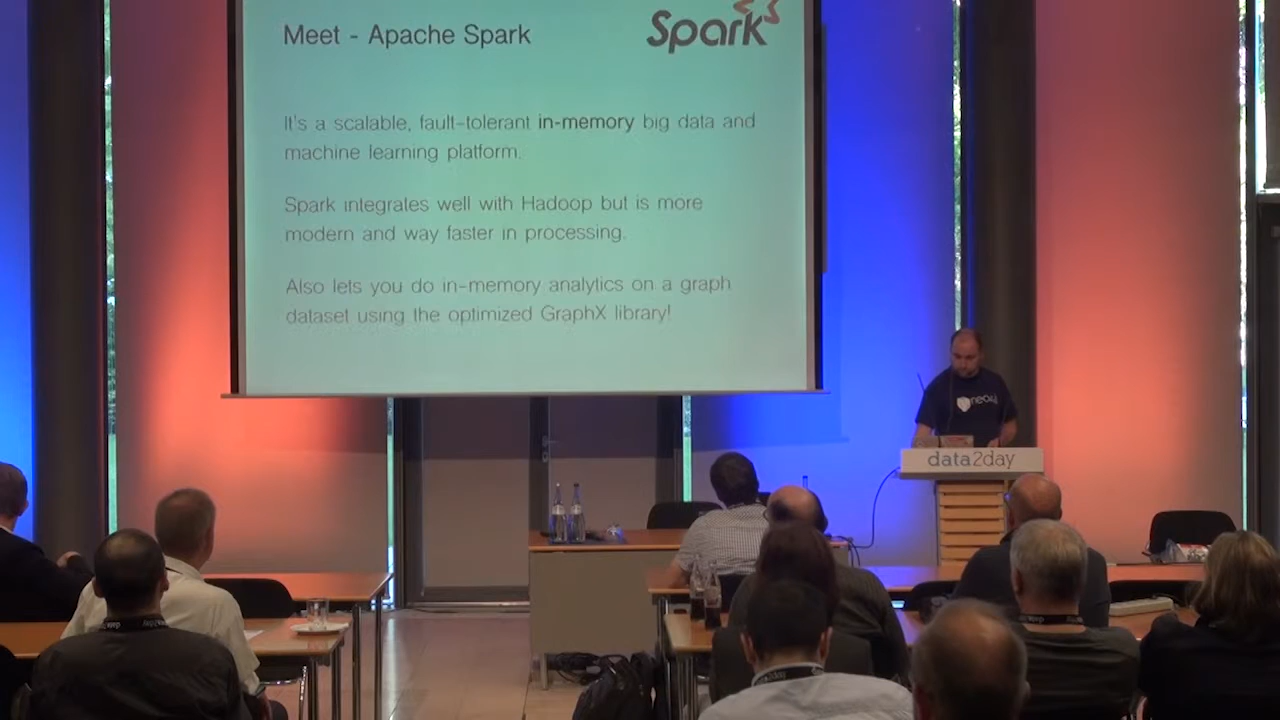 Meet - Apache Spark
Spark
It's a scalable, fault-tolerant in-memory big data and
machine learning platform.
Spark integrates well with Hadoop but is more
modern and way faster in processing.
Also lets you do in-memory analytics on a graph
dataset using the optimized GraphX library!
neo4j
data2day